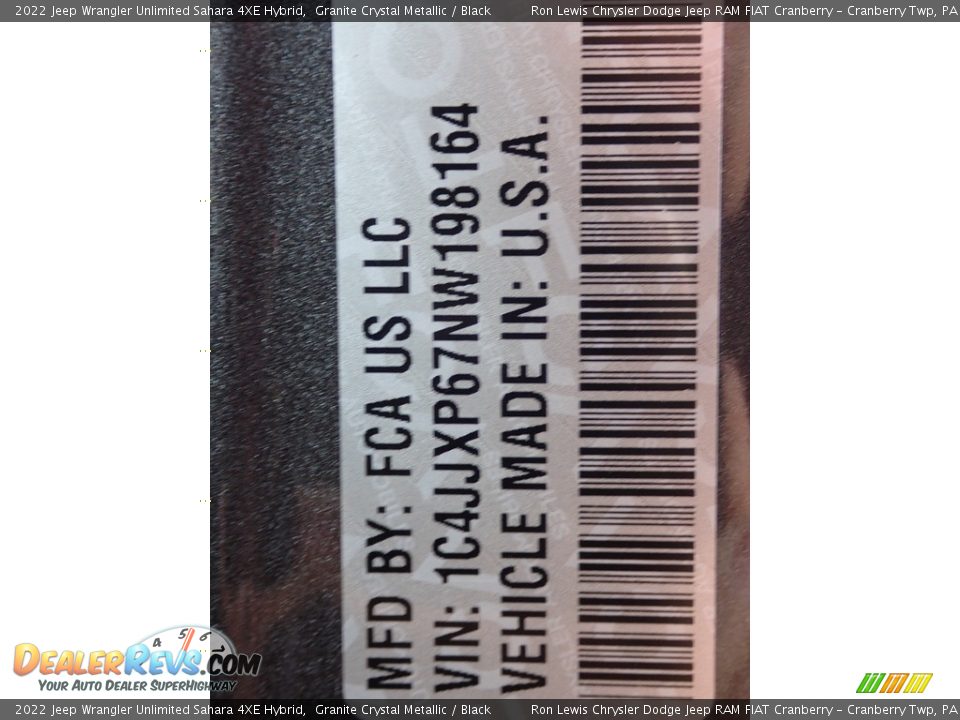 2022 Jeep Wrangler Unlimited Sahara 4XE Hybrid, Granite Crystal Metallic / Black Ron Lewis Chrysler Dodge Jeep RAM FIAT Cranberry - Cranberry Twp, PA
MFD BY: FCA US LLC
VIN: 1C4JJXP67NW198164
VEHICLE MADE IN: U.S.A.
4 5 6
DealerRevs.com
Your Auto Dealer SuperHighway
2022 Jeep Wrangler Unlimited Sahara 4XE Hybrid, Granite Crystal Metallic / Black Ron Lewis Chrysler Dodge Jeep RAM FIAT Cranberry - Cranberry Twp, PA